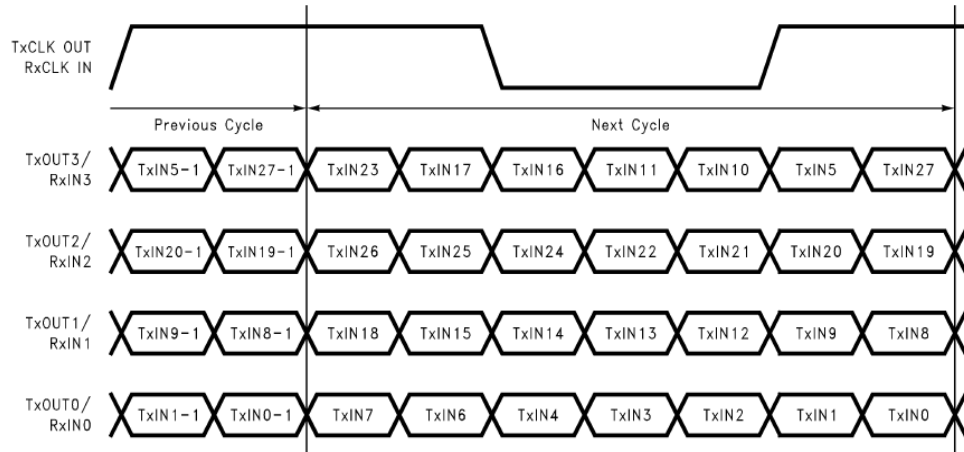 TxCLK OUT
RxCLK IN
Previous Cycle Next Cycle
TxOUT3/
RxIN3
TxIN5-1 TxIN27-1 TxIN23 TxIN17 TxIN16 TxIN11 TxIN10 TxIN5 TxIN27
TxOUT2/
RxIN2
TxIN20-1 TxIN19-1 TxIN26 TxIN25 TxIN24 TxIN22 TxIN21 TxIN20 TxIN19
TxOUT1/
RxIN1
TxIN9-1 TxIN8-1 TxIN18 TxIN15 TxIN14 TxIN13 TxIN12 TxIN9 TxIN8
TxOUT0/
RxIN0
TxIN1-1 TxIN0-1 TxIN7 TxIN6 TxIN4 TxIN3 TxIN2 TxIN1 TxIN0